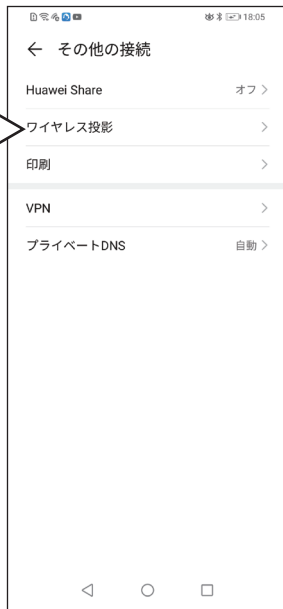 18:05
← その他の接続
Huawei Share オフ >
ワイヤレス投影 >
印刷 >
VPN >
プライベートDNS 自動 >